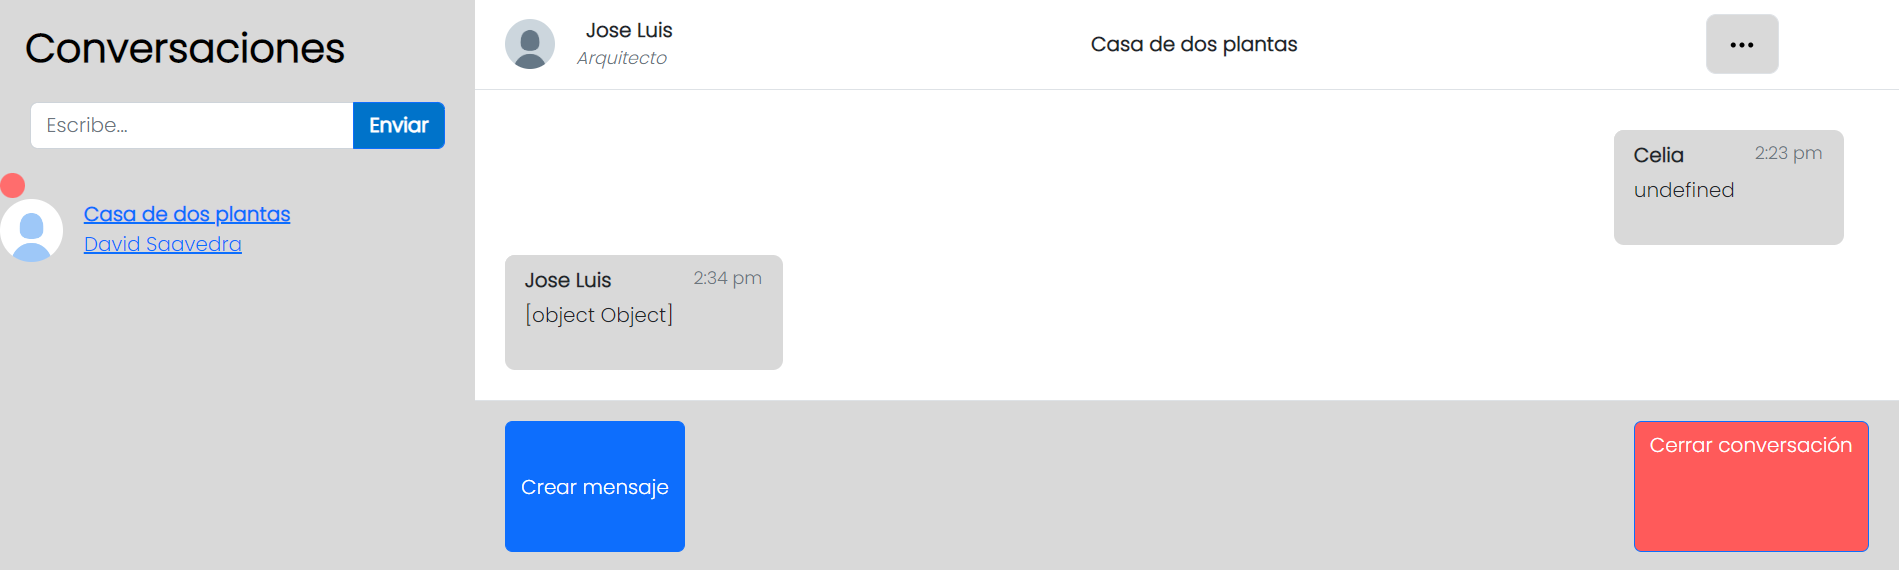 Conversaciones
Escribe...
Enviar
Casa de dos plantas
David Saavedra
Jose Luis
Arquitecto
Casa de dos plantas
...
Celia 2:23 pm
undefined
Jose Luis 2:34 pm
[object Object]
Crear mensaje
Cerrar conversación